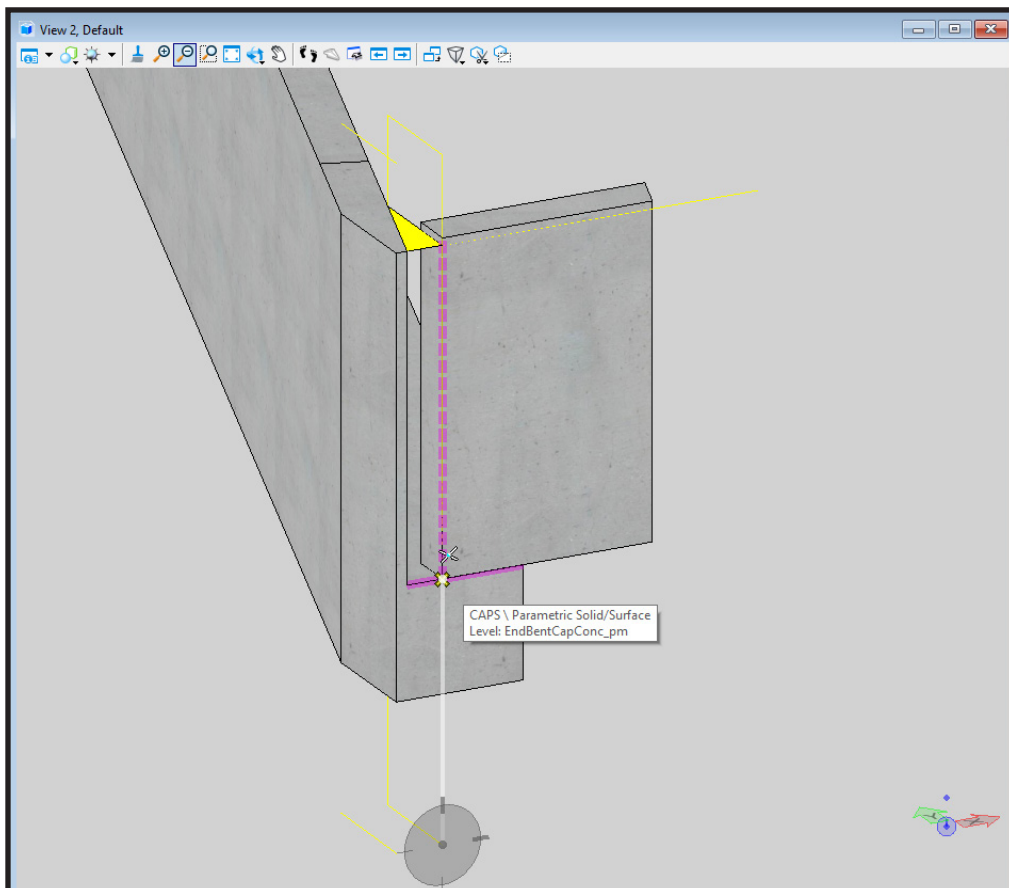 View 2, Default
CAPS \ Parametric Solid/Surface
Level: EndBentCapConc_pm